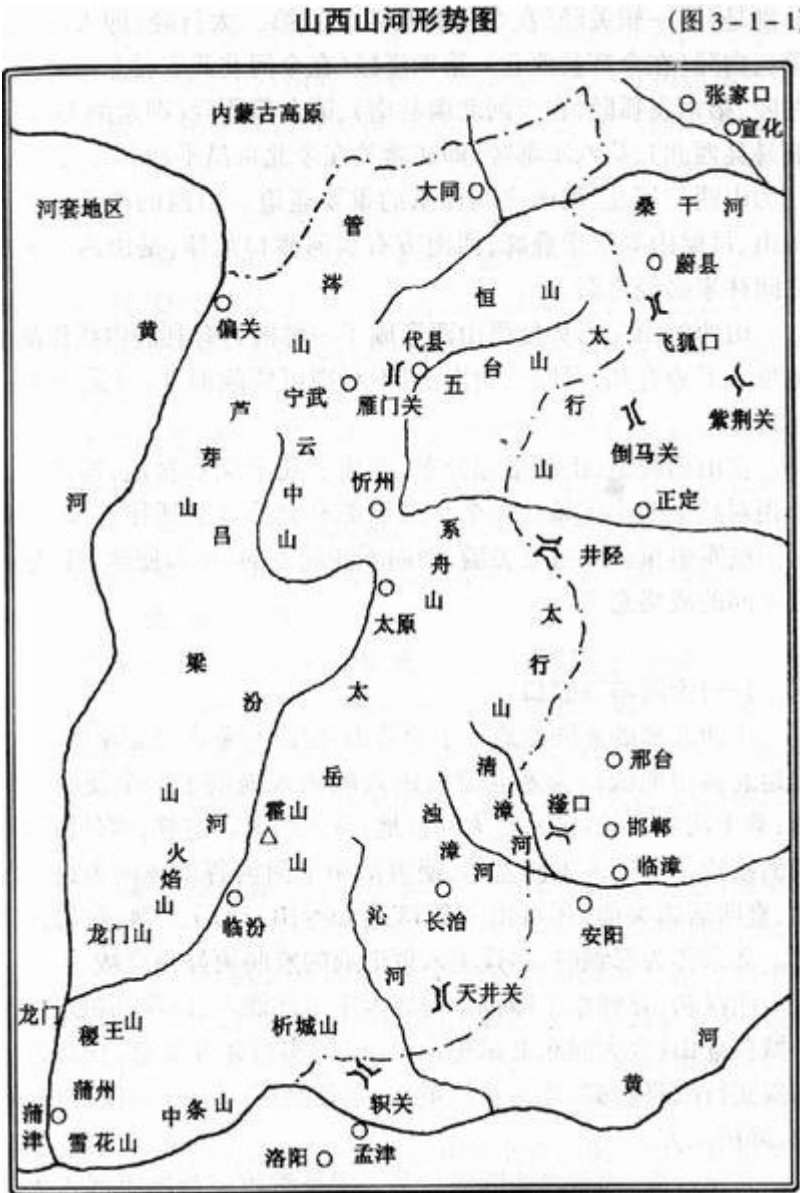 山西山河形势图 (图3-1-1
张家口
宣化
内蒙古高原
大同
河套地区
管涔山
桑干河
蔚县
黄河
偏关
恒山
代县
太行山
飞狐口
五台山
宁武
雁门关
紫荆关
芦芽山
云中山
倒马关
忻州
正定
吕梁山
系舟山
井陉
太原
太行山
汾河
太岳山
邢台
清漳河
浊漳河
滏口
霍山
邯郸
火焰山
临漳
临汾
沁河
长治
安阳
龙门山
天井关
龙门
稷王山
析城山
黄河
蒲州
中条山
轵关
蒲津
雪花山
洛阳
孟津